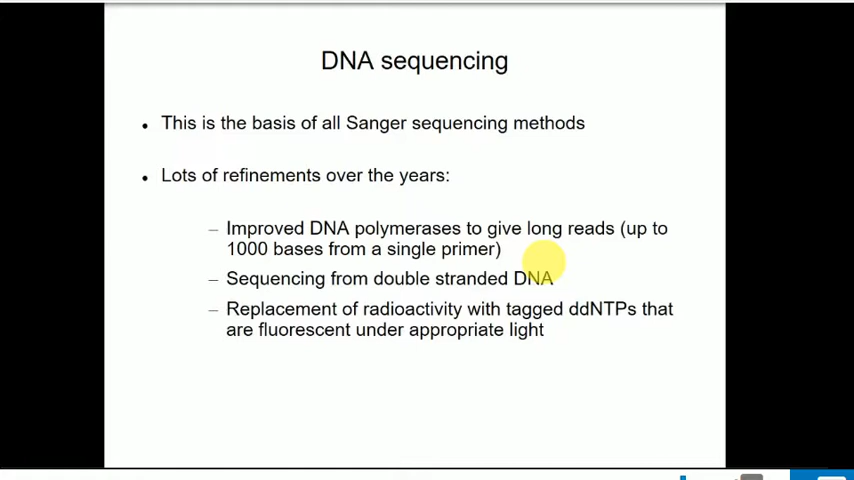 DNA sequencing
• This is the basis of all Sanger sequencing methods
• Lots of refinements over the years:
– Improved DNA polymerases to give long reads (up to
1000 bases from a single primer)
– Sequencing from double stranded DNA
– Replacement of radioactivity with tagged ddNTPs that
are fluorescent under appropriate light